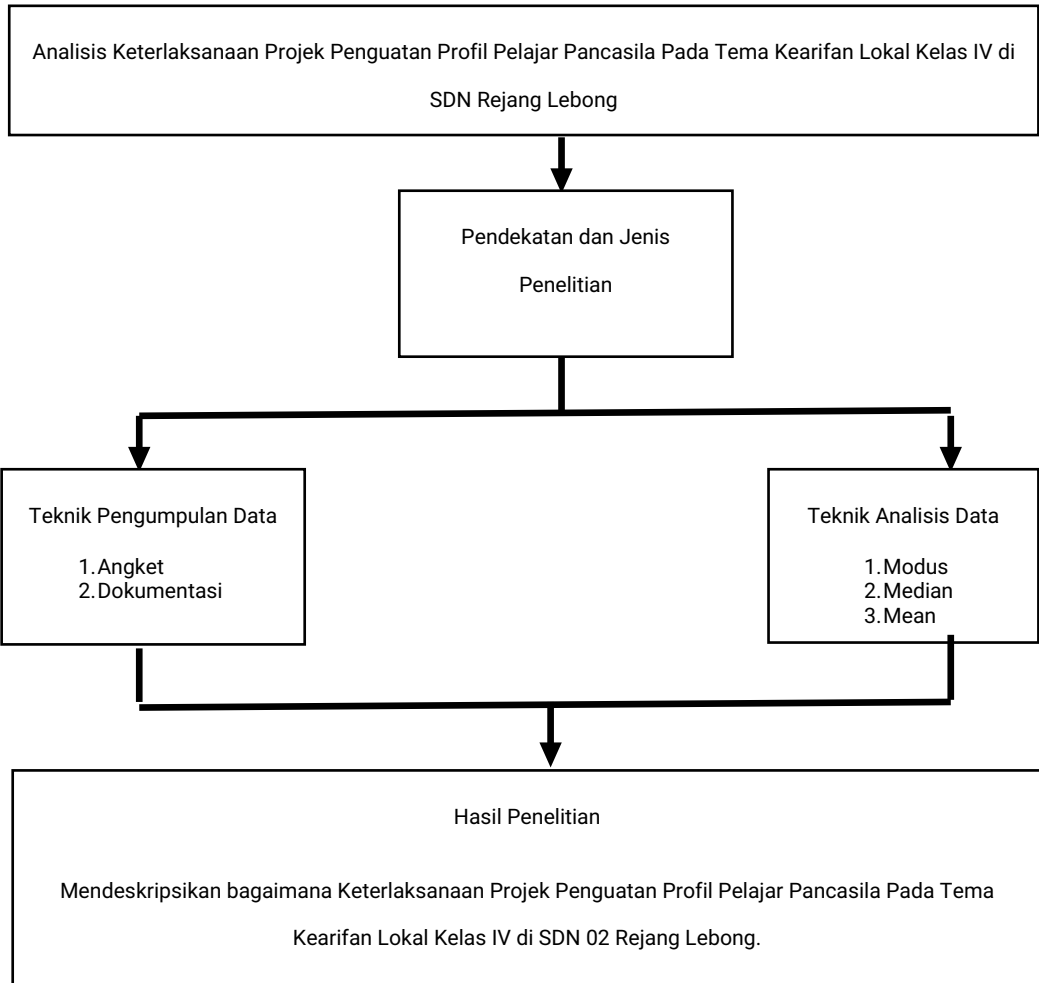 Analisis Keterlaksanaan Projek Penguatan Profil Pelajar Pancasila Pada Tema Kearifan Lokal Kelas IV di
SDN Rejang Lebong
Pendekatan dan Jenis
Penelitian
Teknik Pengumpulan Data
1.Angket
2.Dokumentasi
Teknik Analisis Data
1.Modus
2.Median
3.Mean
Hasil Penelitian
Mendeskripsikan bagaimana Keterlaksanaan Projek Penguatan Profil Pelajar Pancasila Pada Tema
Kearifan Lokal Kelas IV di SDN 02 Rejang Lebong.